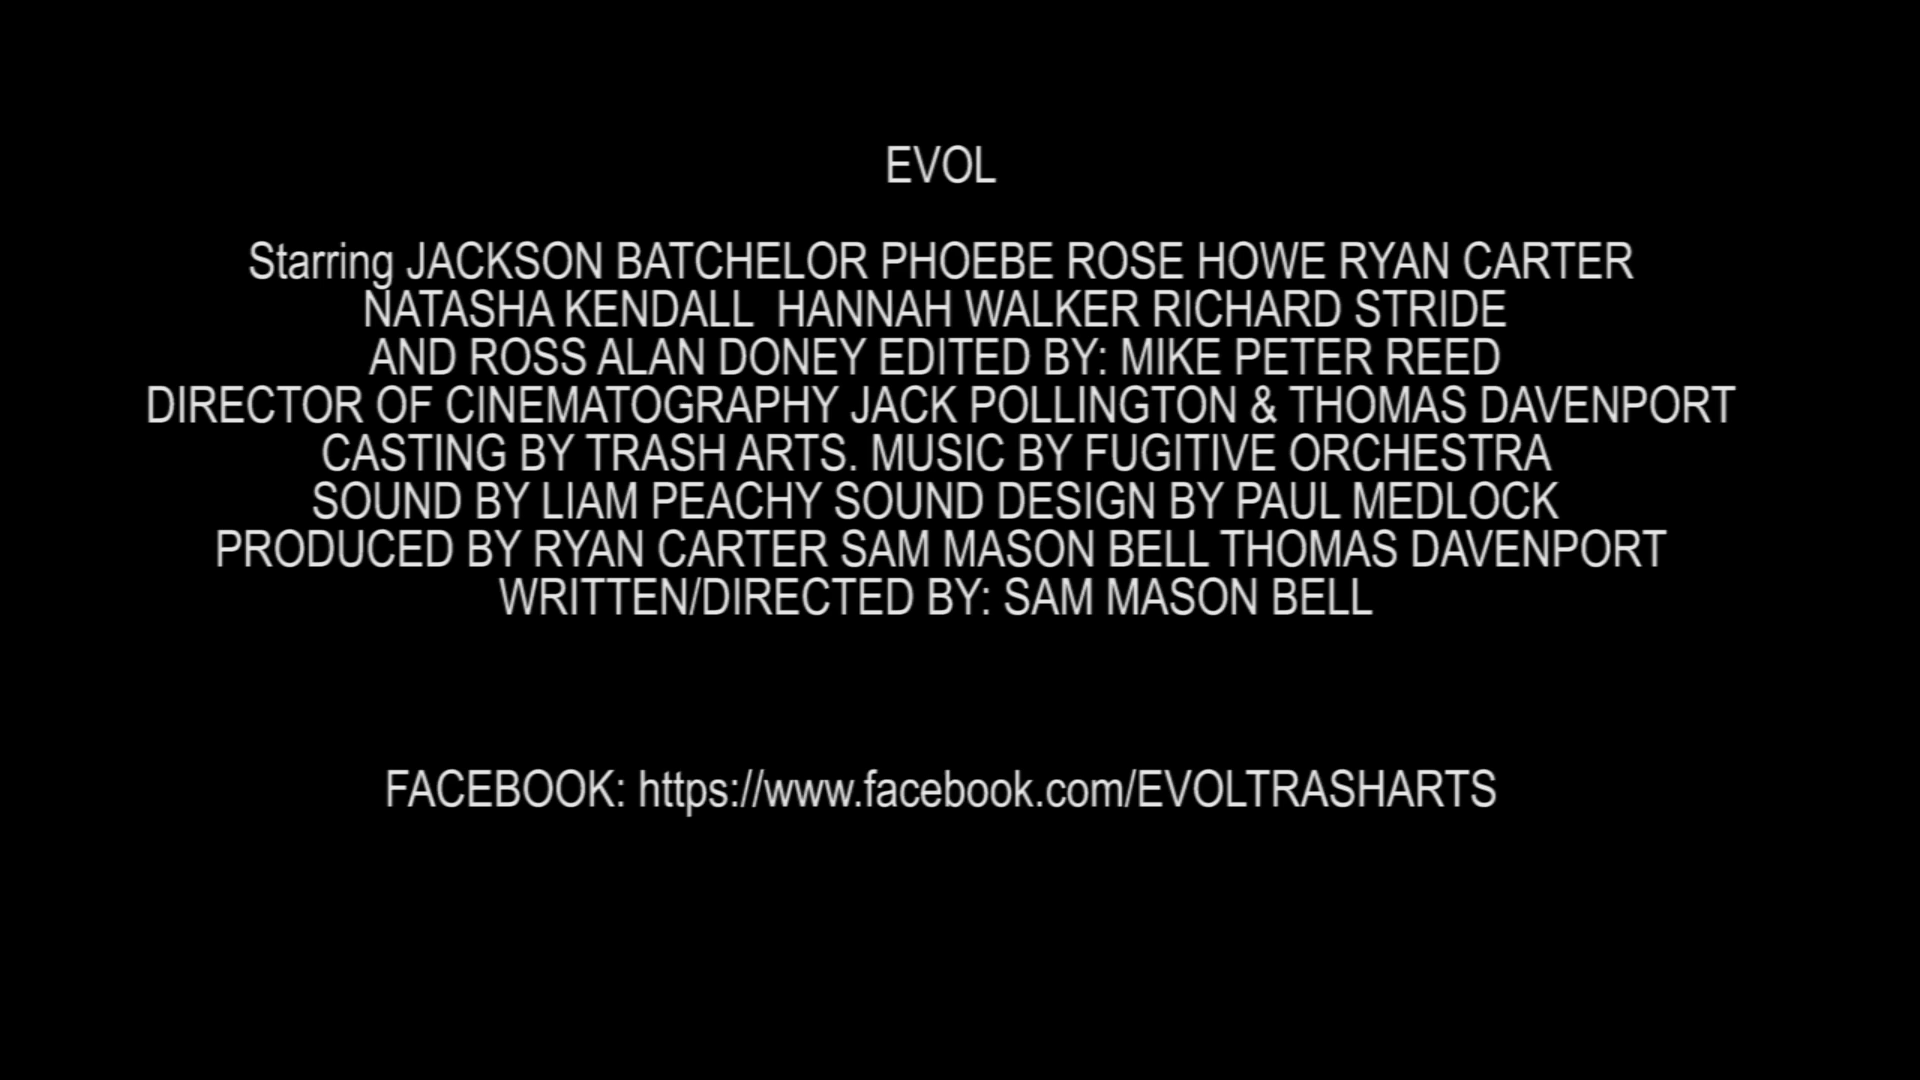 EVOL
Starring JACKSON BATCHELOR PHOEBE ROSE HOWE RYAN CARTER
NATASHA KENDALL  HANNAH WALKER RICHARD STRIDE
AND ROSS ALAN DONEY EDITED BY: MIKE PETER REED
DIRECTOR OF CINEMATOGRAPHY JACK POLLINGTON & THOMAS DAVENPORT
CASTING BY TRASH ARTS. MUSIC BY FUGITIVE ORCHESTRA
SOUND BY LIAM PEACHY SOUND DESIGN BY PAUL MEDLOCK
PRODUCED BY RYAN CARTER SAM MASON BELL THOMAS DAVENPORT
WRITTEN/DIRECTED BY: SAM MASON BELL
FACEBOOK: https://www.facebook.com/EVOLTRASHARTS